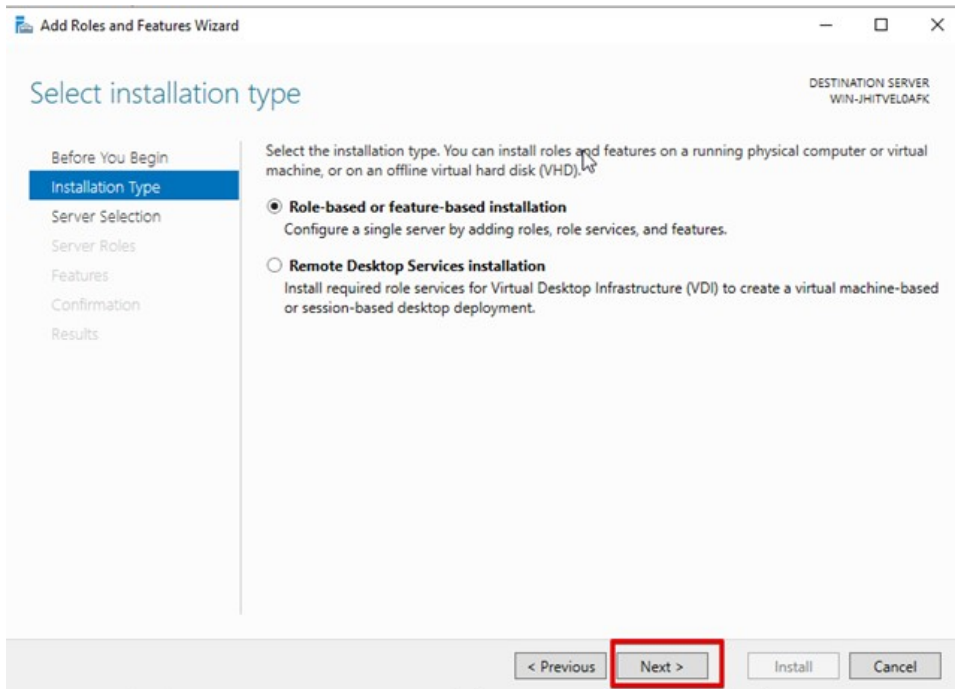 Add Roles and Features Wizard
Select installation type
DESTINATION SERVER
WIN-JHITVEL0AFK
Before You Begin
Installation Type
Server Selection
Server Roles
Features
Confirmation
Results
Select the installation type. You can install roles and features on a running physical computer or virtual
machine, or on an offline virtual hard disk (VHD).
Role-based or feature-based installation
Configure a single server by adding roles, role services, and features.
Remote Desktop Services installation
Install required role services for Virtual Desktop Infrastructure (VDI) to create a virtual machine-based
or session-based desktop deployment.
< Previous
Next >
Install
Cancel